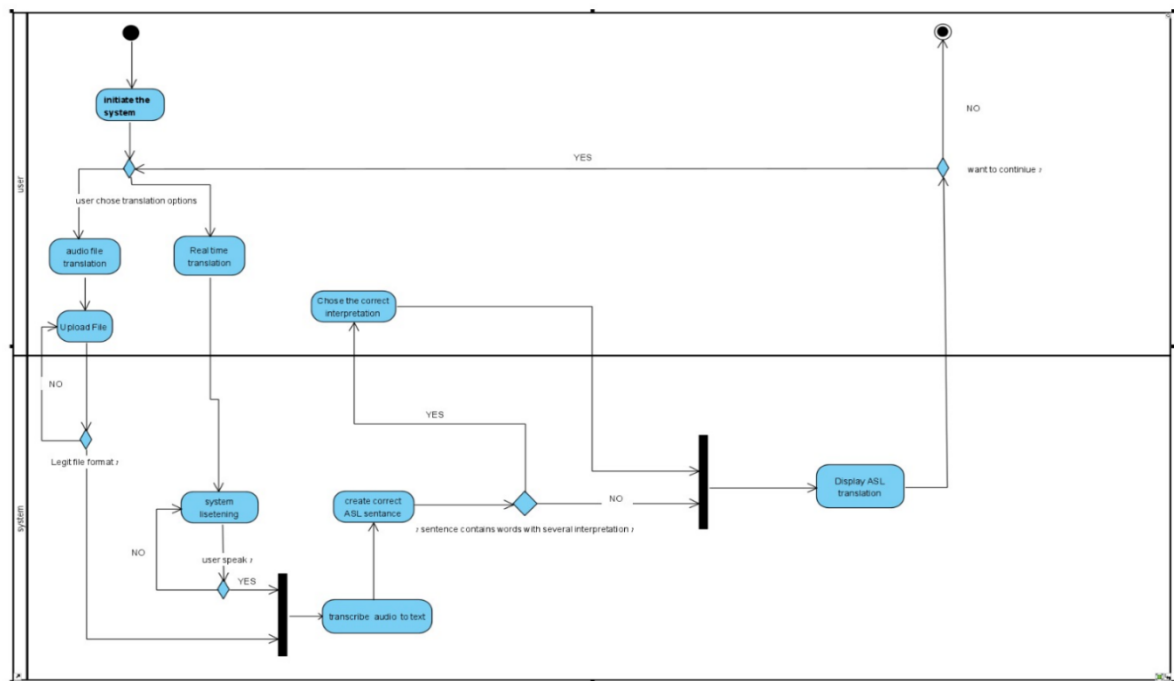 initiate the
system
NO
YES
user
want to continiue ؟
user chose translation options
audio file
translation
Real time
translation
Chose the correct
interpretation
Upload File
NO
YES
Legit file format ؟
system
lisetening
create correct
ASL sentance
Display ASL
translation
NO
system
؟ sentence contains words with several interpretation ؟
NO
user speak ؟
YES
transcribe audio to text